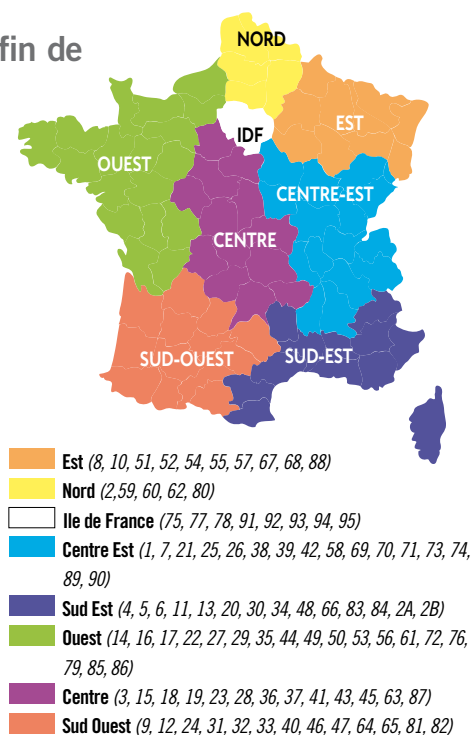 fin de
NORD
EST
IDF
OUEST
CENTRE-EST
CENTRE
SUD-OUEST
SUD-EST
Est (8, 10, 51, 52, 54, 55, 57, 67, 68, 88)
Nord (2,59, 60, 62, 80)
Ile de France (75, 77, 78, 91, 92, 93, 94, 95)
Centre Est (1, 7, 21, 25, 26, 38, 39, 42, 58, 69, 70, 71, 73, 74,
89, 90)
Sud Est (4, 5, 6, 11, 13, 20, 30, 34, 48, 66, 83, 84, 2A, 2B)
Ouest (14, 16, 17, 22, 27, 29, 35, 44, 49, 50, 53, 56, 61, 72, 76,
79, 85, 86)
Centre (3, 15, 18, 19, 23, 28, 36, 37, 41, 43, 45, 63, 87)
Sud Ouest (9, 12, 24, 31, 32, 33, 40, 46, 47, 64, 65, 81, 82)